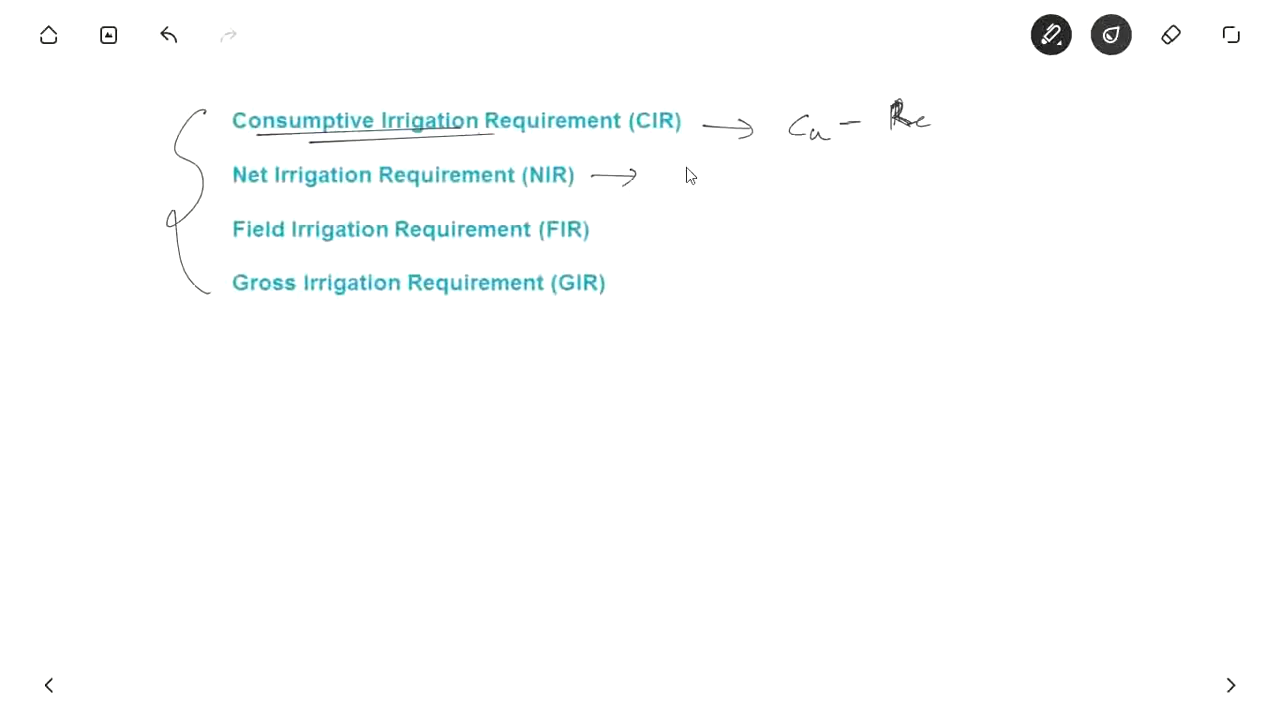 Consumptive Irrigation Requirement (CIR) → Cu - Re
Net Irrigation Requirement (NIR) →
Field Irrigation Requirement (FIR)
Gross Irrigation Requirement (GIR)